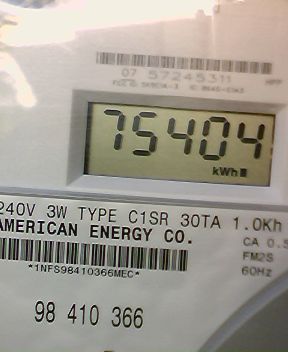 07 57245311
75404
kWh
240V 3W TYPE C1SR 30TA 1.0Kh
AMERICAN ENERGY CO.
CA 0.5
FM2S
60Hz
*1NFS98410366MEC*
98 410 366